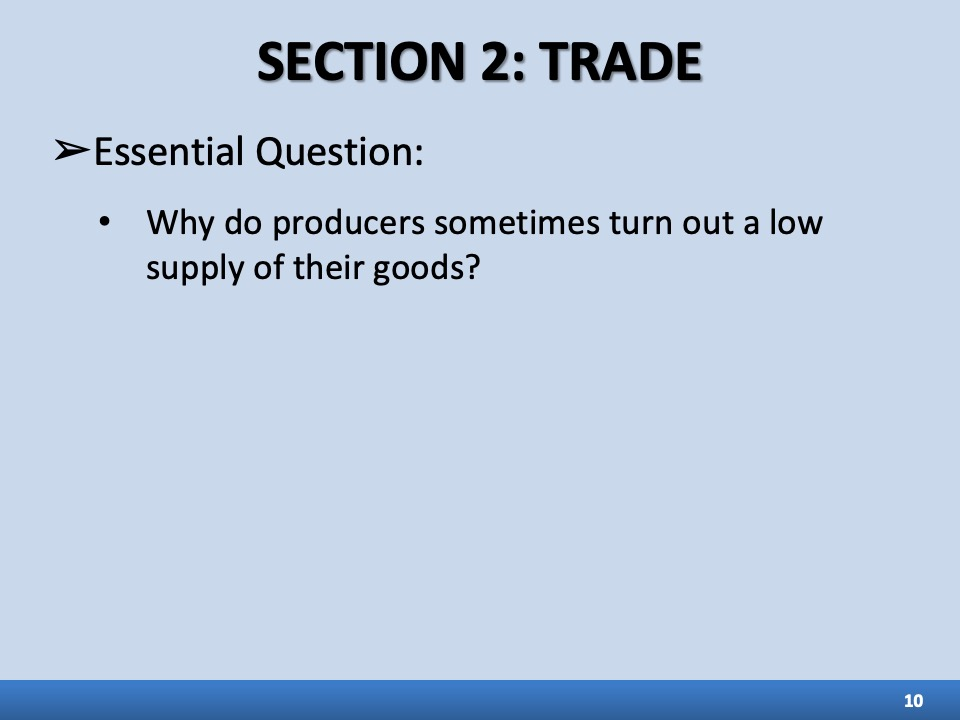 SECTION 2: TRADE
➢Essential Question:
• Why do producers sometimes turn out a low
supply of their goods?
10